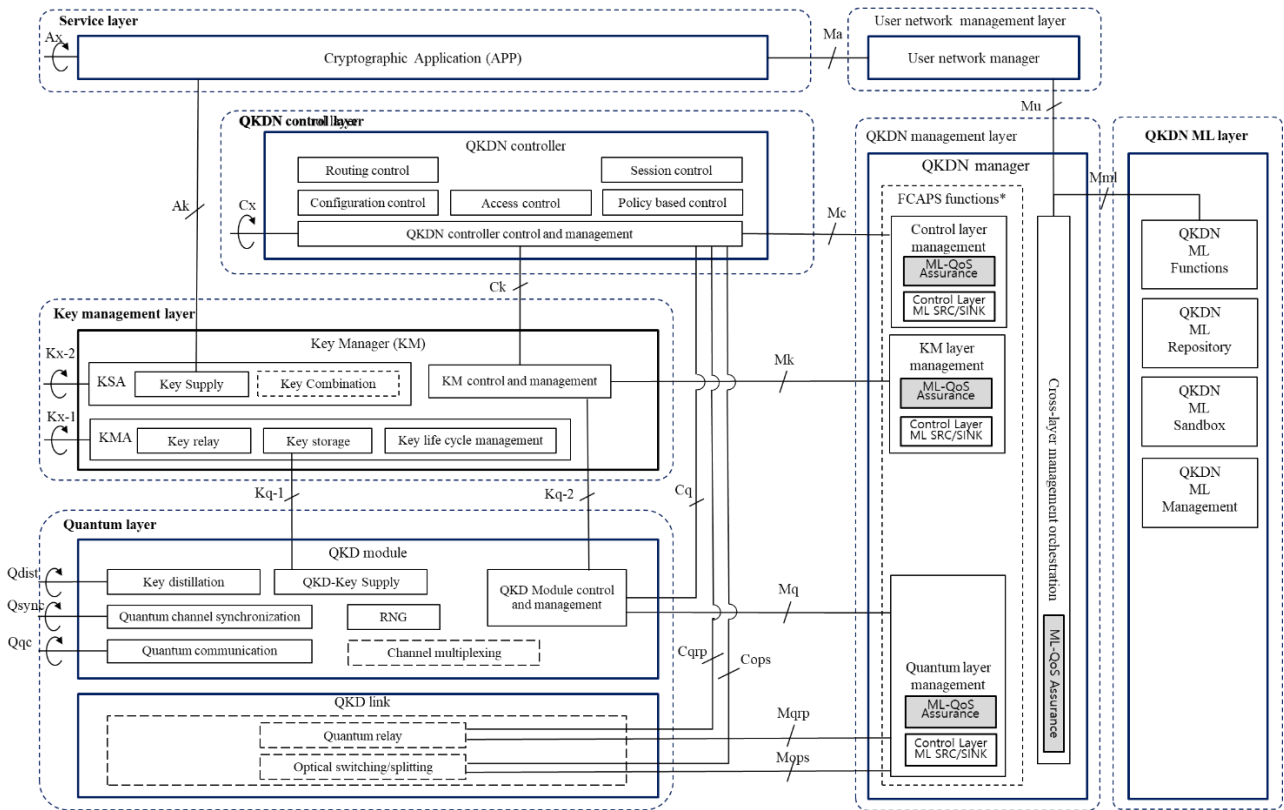 Service layer
Ax
Cryptographic Application (APP)
Ma
User network management layer
User network manager
Mu
QKDN control layer
QKDN controller
Routing control
Session control
Configuration control
Access control
Policy based control
QKDN controller control and management
Ak
Cx
Mc
Ck
Key management layer
Key Manager (KM)
Kx-2
KSA
Key Supply
Key Combination
KM control and management
Mk
Kx-1
KMA
Key relay
Key storage
Key life cycle management
Kq-1
Kq-2
Cq
Quantum layer
QKD module
Qdist
Key distillation
QKD-Key Supply
QKD Module control
and management
Mq
Qsync
Quantum channel synchronization
RNG
Qqc
Quantum communication
Channel multiplexing
Cqrp
Cops
QKD link
Quantum relay
Optical switching/splitting
Mqrp
Mops
QKDN management layer
QKDN manager
FCAPS functions*
Control layer
management
ML-QoS
Assurance
Control Layer
ML SRC/SINK
KM layer
management
ML-QoS
Assurance
Control Layer
ML SRC/SINK
Quantum layer
management
ML-QoS
Assurance
Control Layer
ML SRC/SINK
Cross-layer management orchestration
ML-QoS Assurance
Mml
QKDN ML layer
QKDN
ML
Functions
QKDN
ML
Repository
QKDN
ML
Sandbox
QKDN
ML
Management